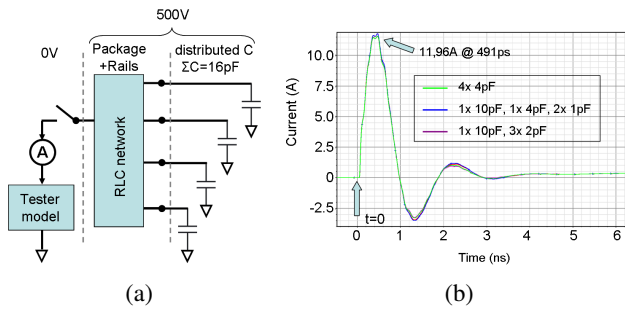 500V
0V
Package
+Rails
distributed C
ΣC=16pF
RLC network
A
Tester
model
(a)
Current (A)
10.0
7.5
5.0
2.5
0
-2.5
11,96A @ 491ps
4x 4pF
1x 10pF, 1x 4pF, 2x 1pF
1x 10pF, 3x 2pF
t=0
0 1 2 3 4 5 6
Time (ns)
(b)